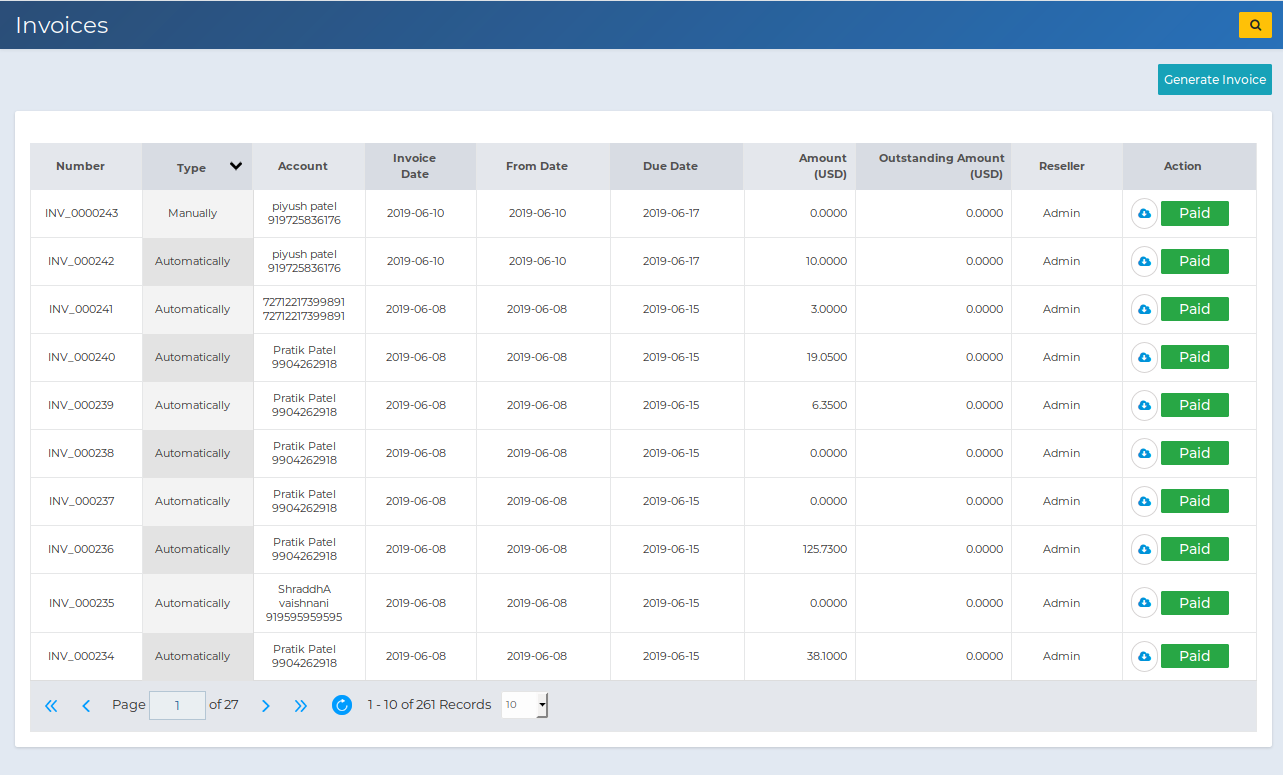 Invoices
Generate Invoice
Number Type Account Invoice Date From Date Due Date Amount (USD) Outstanding Amount (USD) Reseller Action
INV_0000243 Manually piyush patel 919725836176 2019-06-10 2019-06-10 2019-06-17 0.0000 0.0000 Admin Paid
INV_000242 Automatically piyush patel 919725836176 2019-06-10 2019-06-10 2019-06-17 10.0000 0.0000 Admin Paid
INV_000241 Automatically 72712217399891 72712217399891 2019-06-08 2019-06-08 2019-06-15 3.0000 0.0000 Admin Paid
INV_000240 Automatically Pratik Patel 9904262918 2019-06-08 2019-06-08 2019-06-15 19.0500 0.0000 Admin Paid
INV_000239 Automatically Pratik Patel 9904262918 2019-06-08 2019-06-08 2019-06-15 6.3500 0.0000 Admin Paid
INV_000238 Automatically Pratik Patel 9904262918 2019-06-08 2019-06-08 2019-06-15 0.0000 0.0000 Admin Paid
INV_000237 Automatically Pratik Patel 9904262918 2019-06-08 2019-06-08 2019-06-15 0.0000 0.0000 Admin Paid
INV_000236 Automatically Pratik Patel 9904262918 2019-06-08 2019-06-08 2019-06-15 125.7300 0.0000 Admin Paid
INV_000235 Automatically ShraddhA vaishnani 919595959595 2019-06-08 2019-06-08 2019-06-15 0.0000 0.0000 Admin Paid
INV_000234 Automatically Pratik Patel 9904262918 2019-06-08 2019-06-08 2019-06-15 38.1000 0.0000 Admin Paid
Page 1 of 27 1 - 10 of 261 Records 10